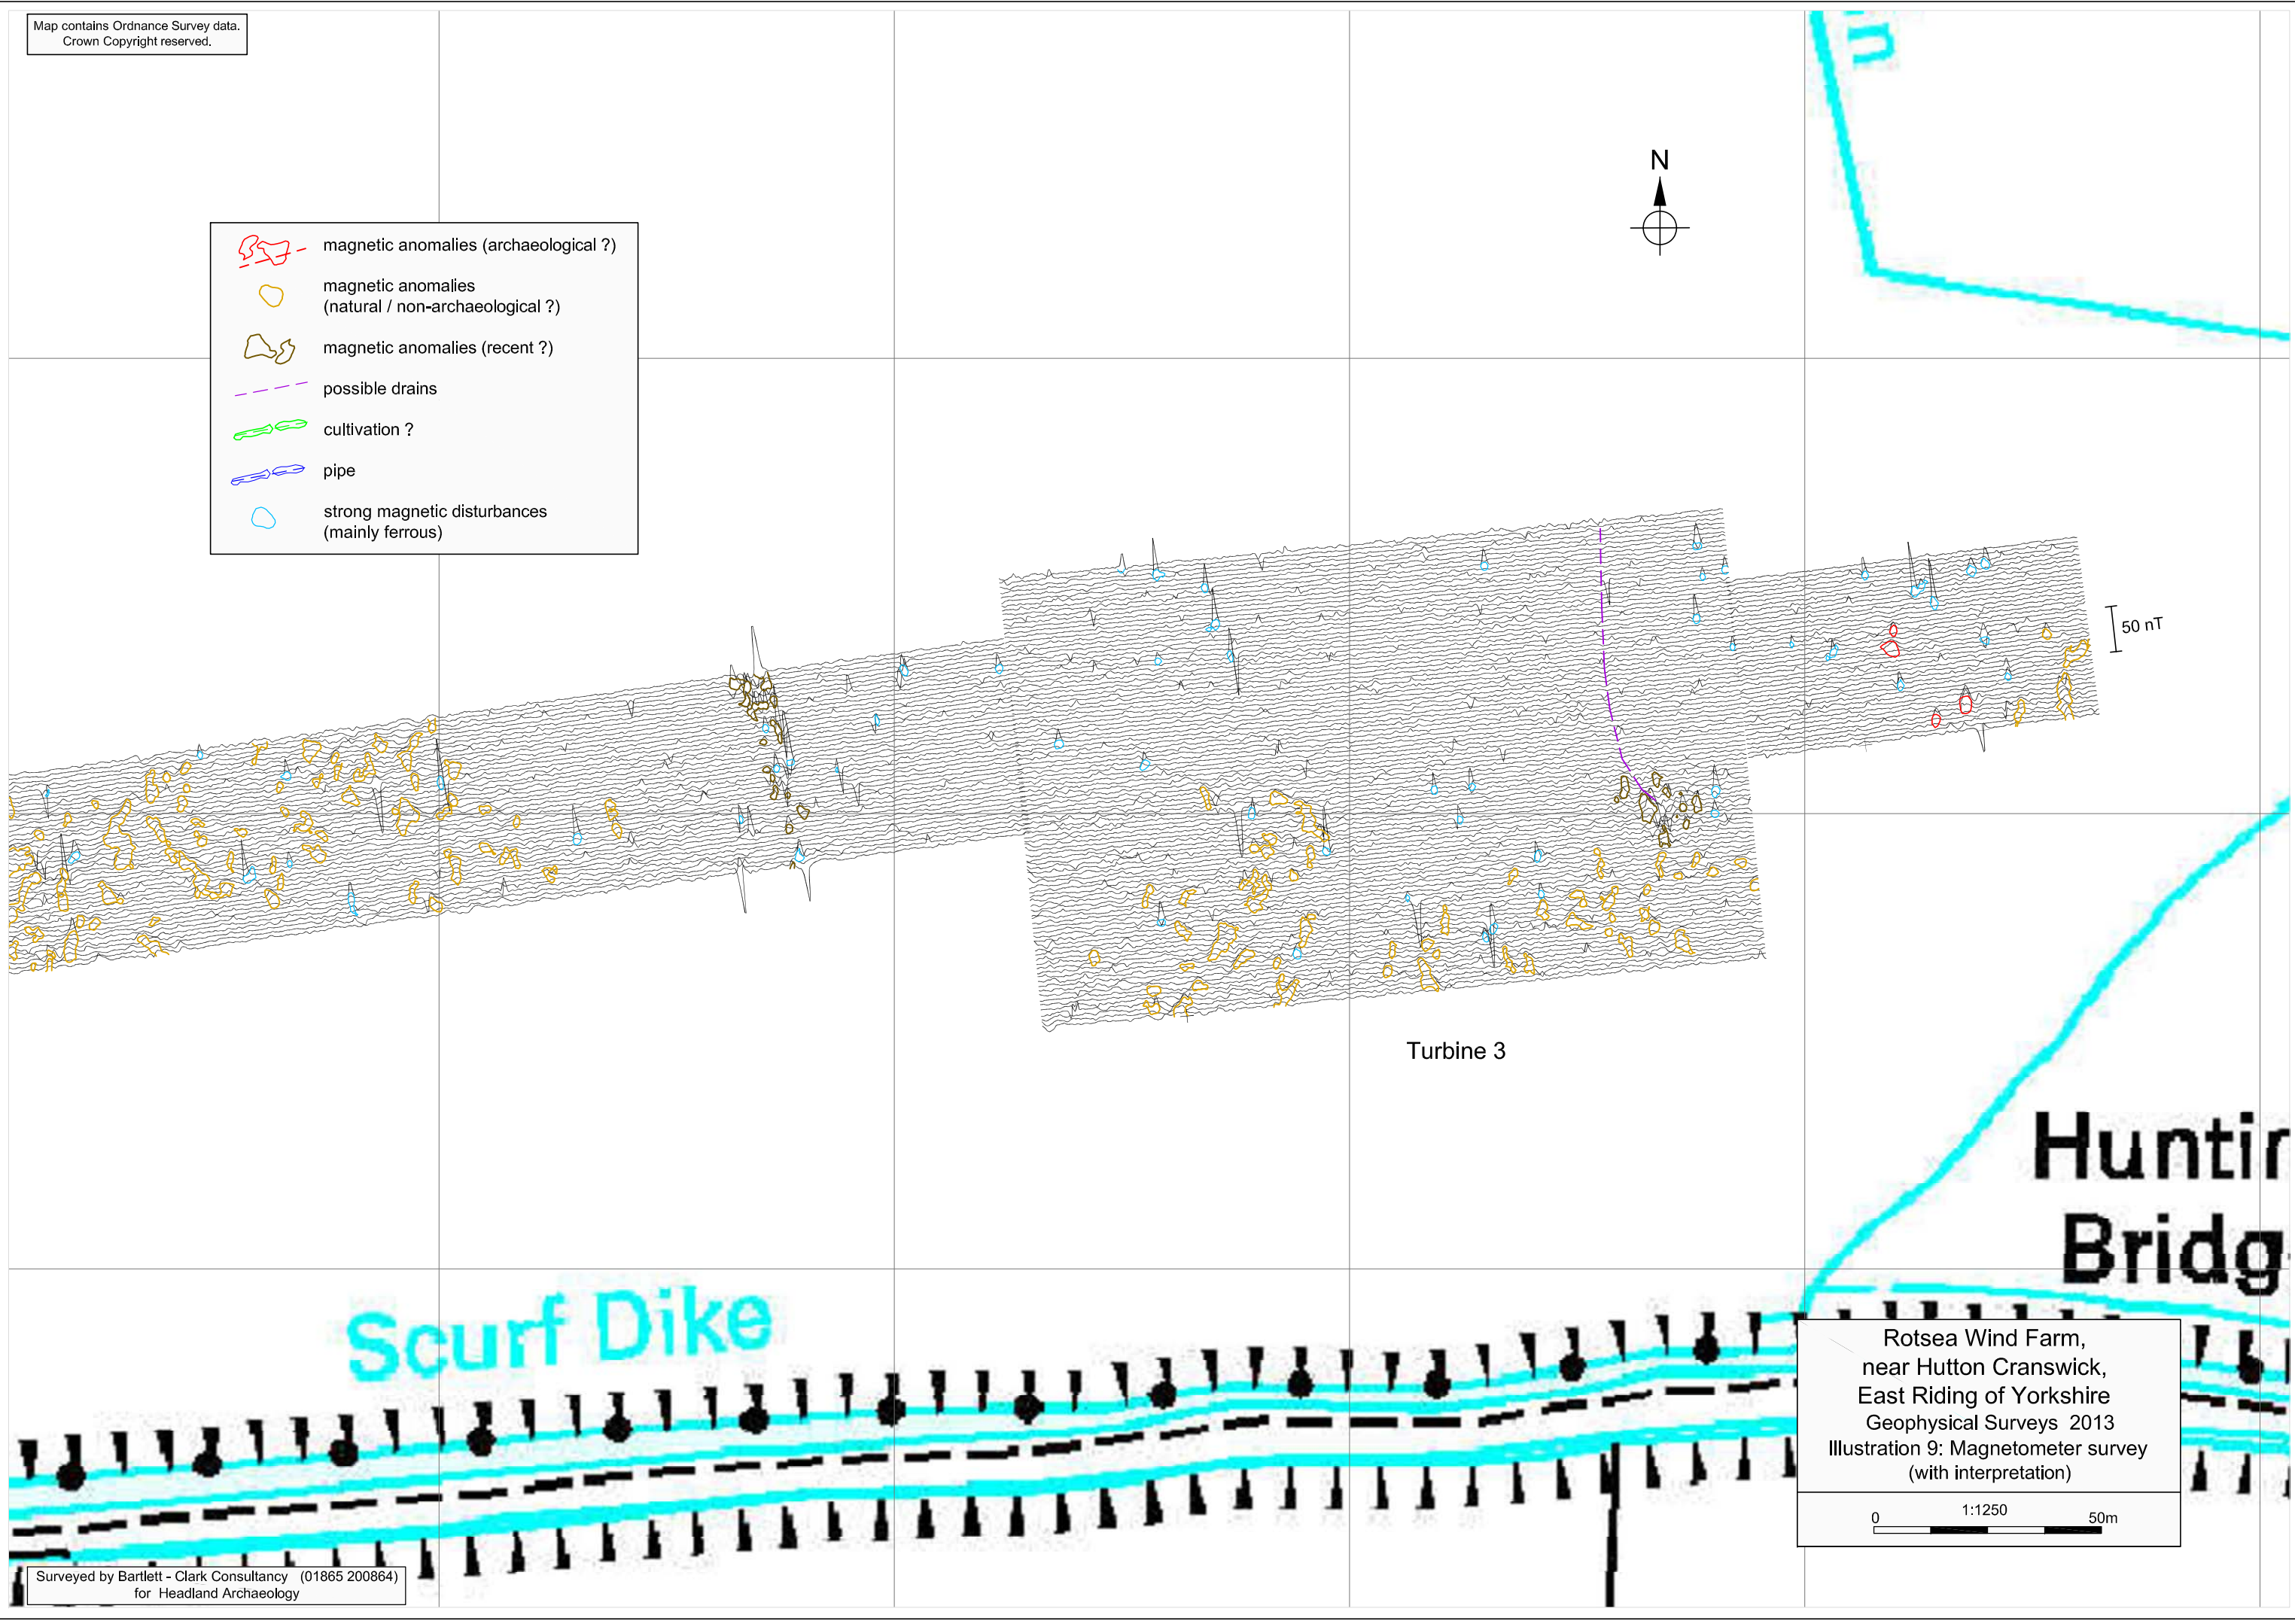 Map contains Ordnance Survey data.
Crown Copyright reserved.
N
magnetic anomalies (archaeological ?)
magnetic anomalies
(natural / non-archaeological ?)
magnetic anomalies (recent ?)
possible drains
cultivation ?
pipe
strong magnetic disturbances
(mainly ferrous)
50 nT
Turbine 3
Huntin
Bridg
Scurf Dike
Rotsea Wind Farm,
near Hutton Cranswick,
East Riding of Yorkshire
Geophysical Surveys 2013
Illustration 9: Magnetometer survey
(with interpretation)
1:1250
0 50m
Surveyed by Bartlett - Clark Consultancy (01865 200864)
for Headland Archaeology